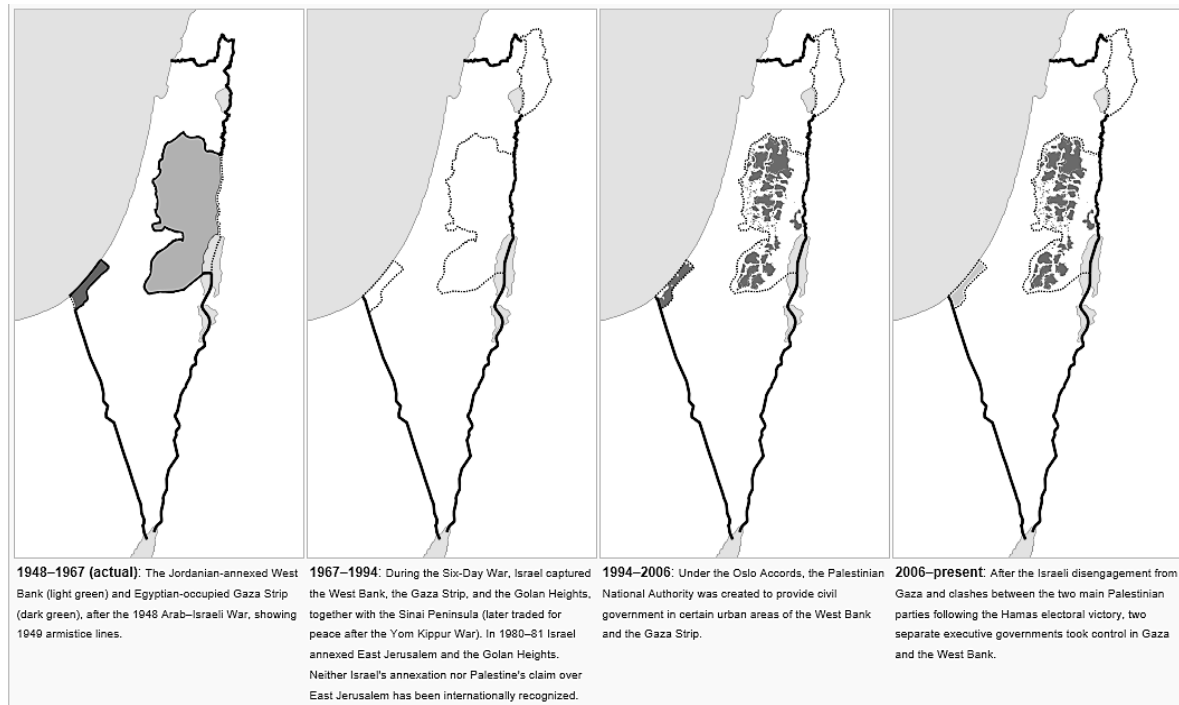 1948–1967 (actual): The Jordanian-annexed West
Bank (light green) and Egyptian-occupied Gaza Strip
(dark green), after the 1948 Arab–Israeli War, showing
1949 armistice lines.
1967–1994: During the Six-Day War, Israel captured
the West Bank, the Gaza Strip, and the Golan Heights,
together with the Sinai Peninsula (later traded for
peace after the Yom Kippur War). In 1980–81 Israel
annexed East Jerusalem and the Golan Heights.
Neither Israel's annexation nor Palestine's claim over
East Jerusalem has been internationally recognized.
1994–2006: Under the Oslo Accords, the Palestinian
National Authority was created to provide civil
government in certain urban areas of the West Bank
and the Gaza Strip.
2006–present: After the Israeli disengagement from
Gaza and clashes between the two main Palestinian
parties following the Hamas electoral victory, two
separate executive governments took control in Gaza
and the West Bank.